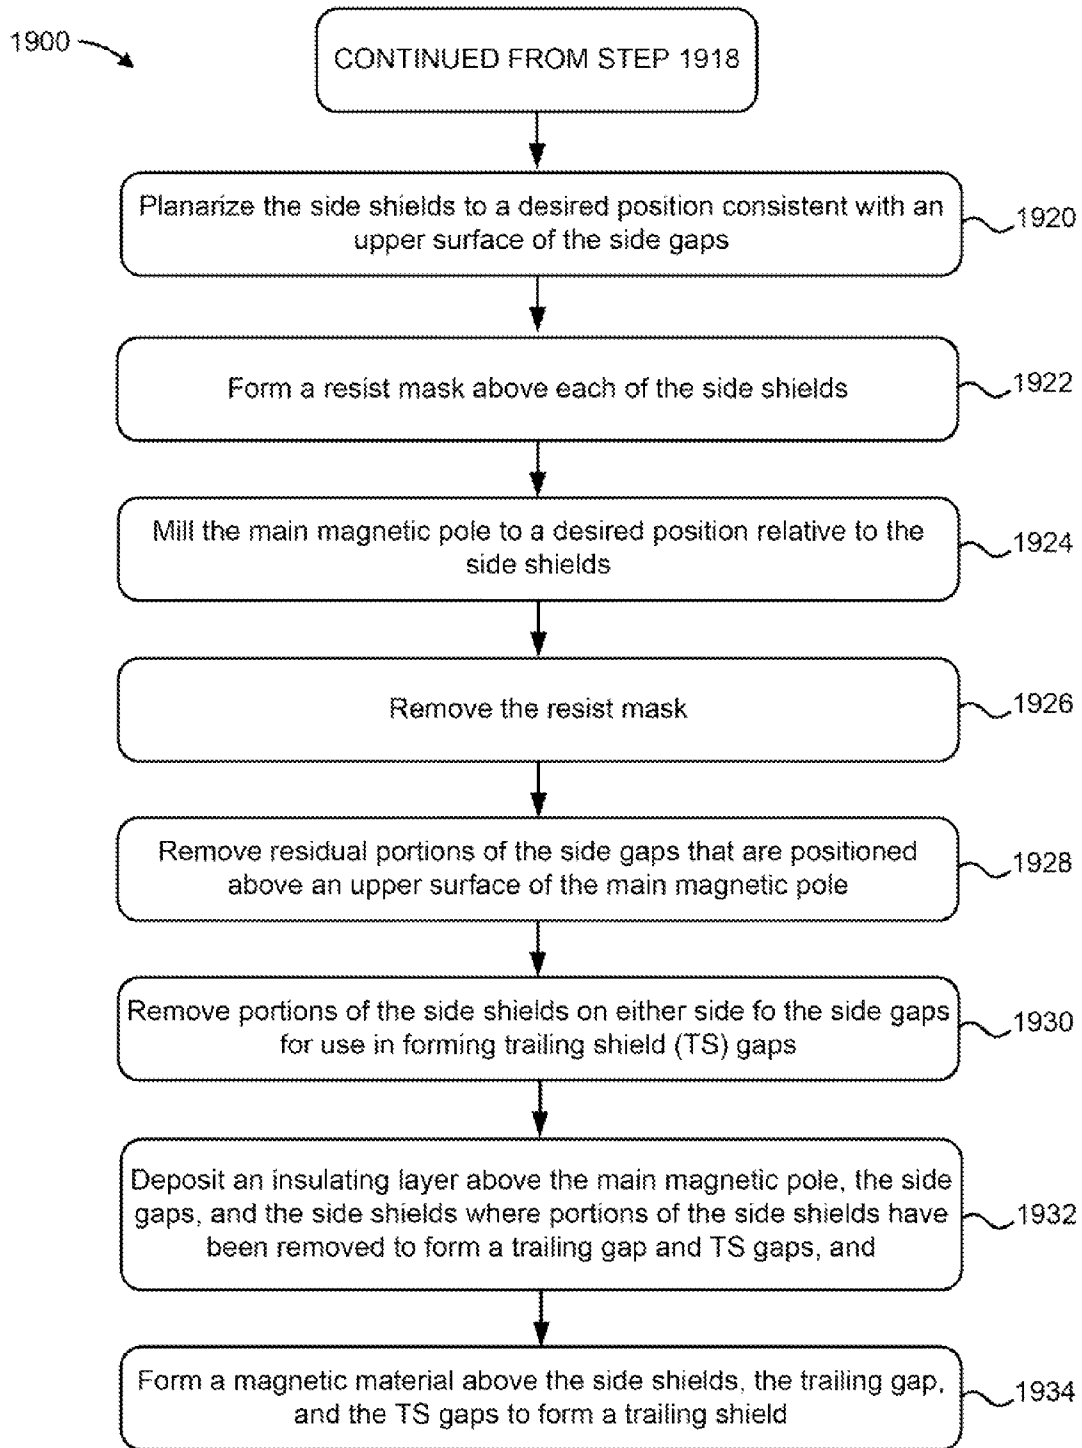 1900
CONTINUED FROM STEP 1918
Planarize the side shields to a desired position consistent with an
upper surface of the side gaps
1920
Form a resist mask above each of the side shields
1922
Mill the main magnetic pole to a desired position relative to the
side shields
1924
Remove the resist mask
1926
Remove residual portions of the side gaps that are positioned
above an upper surface of the main magnetic pole
1928
Remove portions of the side shields on either side fo the side gaps
for use in forming trailing shield (TS) gaps
1930
Deposit an insulating layer above the main magnetic pole, the side
gaps, and the side shields where portions of the side shields have
been removed to form a trailing gap and TS gaps, and
1932
Form a magnetic material above the side shields, the trailing gap,
and the TS gaps to form a trailing shield
1934